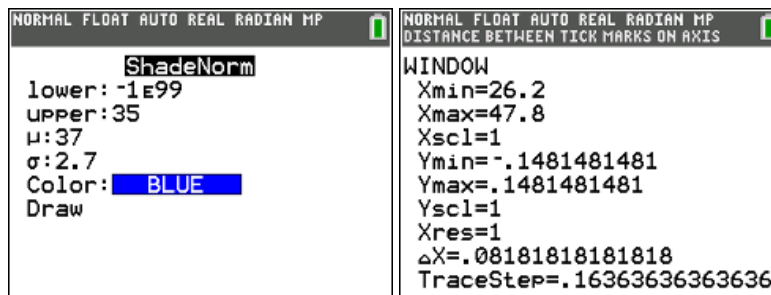 NORMAL FLOAT AUTO REAL RADIAN MP
ShadeNorm
lower:-1ᴇ99
upper:35
μ:37
σ:2.7
Color: BLUE
Draw
NORMAL FLOAT AUTO REAL RADIAN MP
DISTANCE BETWEEN TICK MARKS ON AXIS
WINDOW
Xmin=26.2
Xmax=47.8
Xscl=1
Ymin=-.1481481481
Ymax=.1481481481
Yscl=1
Xres=1
△X=.08181818181818
TraceStep=.16363636363636